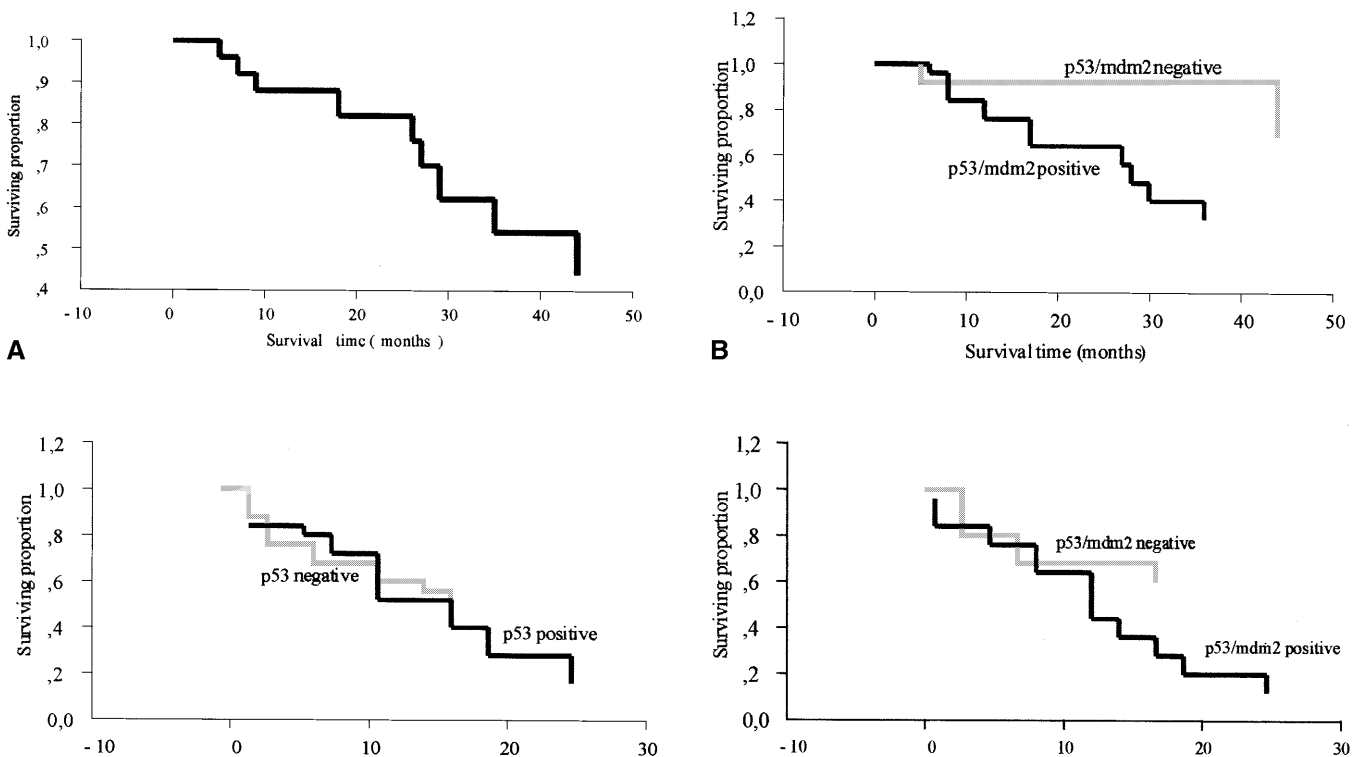 1,0
,9
,8
,7
,6
,5
,4
Surviving proportion
- 10 0 10 20 30 40 50
Survival time ( months )
A
1,2
1,0
,8
,6
,4
,2
0,0
Surviving proportion
p53/mdm2 negative
p53/mdm2 positive
- 10 0 10 20 30 40 50
Survival time (months)
B
1,2
1,0
,8
,6
,4
,2
0,0
Surviving proportion
p53 negative
p53 positive
- 10 0 10 20 30
1,2
1,0
,8
,6
,4
,2
0,0
Surviving proportion
p53/mdm2 negative
p53/mdm2 positive
- 10 0 10 20 30